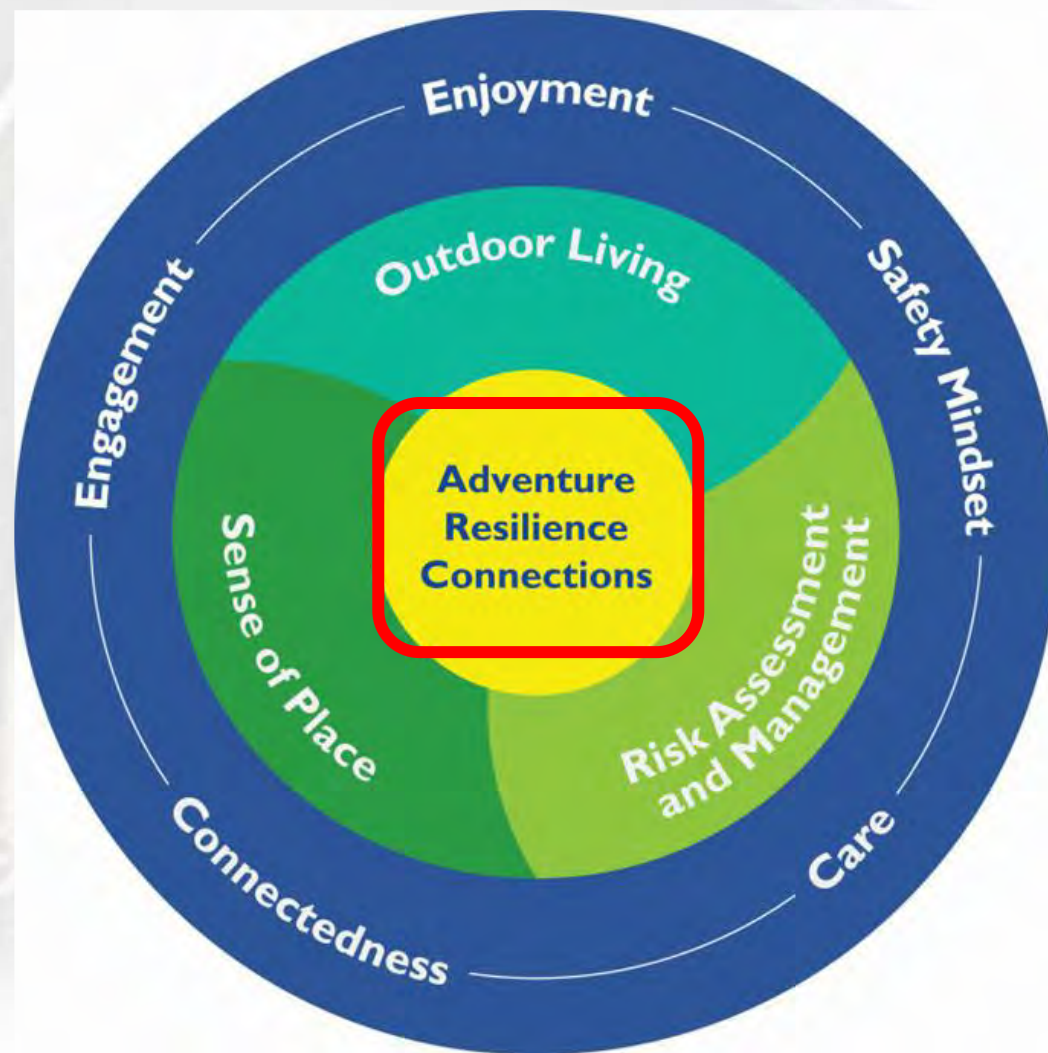 Enjoyment
Safety Mindset
Care
Connectedness
Engagement
Outdoor Living
Risk Assessment
and Management
Sense of Place
Adventure
Resilience
Connections